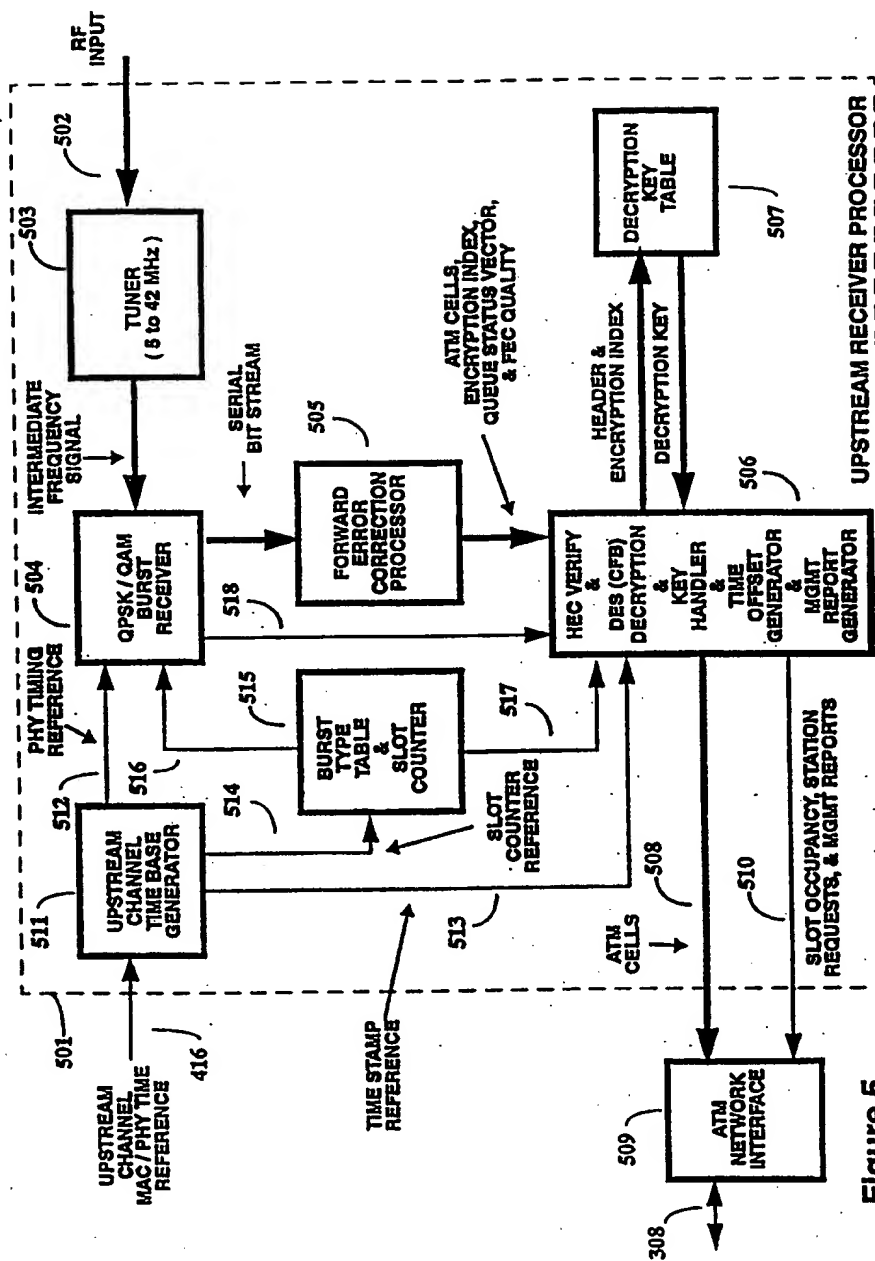 RF
INPUT
502
503
TUNER
( 5 to 42 MHz )
INTERMEDIATE
FREQUENCY
SIGNAL
504
QPSK / QAM
BURST
RECEIVER
PHY TIMING
REFERENCE
512
516
511
UPSTREAM
CHANNEL
TIME BASE
GENERATOR
501
UPSTREAM
CHANNEL
MAC / PHY TIME
REFERENCE
416
514
515
BURST
TYPE
TABLE
&
SLOT
COUNTER
SLOT
COUNTER
REFERENCE
517
518
513
TIME STAMP
REFERENCE
SERIAL
BIT STREAM
505
FORWARD
ERROR
CORRECTION
PROCESSOR
ATM CELLS,
ENCRYPTION INDEX,
QUEUE STATUS VECTOR,
& FEC QUALITY
DECRYPTION
KEY
TABLE
507
HEADER &
ENCRYPTION INDEX
DECRYPTION KEY
506
HEC VERIFY
&
DES (CFB)
DECRYPTION
&
KEY
HANDLER
&
TIME
OFFSET
GENERATOR
&
MGMT
REPORT
GENERATOR
UPSTREAM RECEIVER PROCESSOR
508
ATM
CELLS
510
SLOT OCCUPANCY, STATION
REQUESTS, & MGMT REPORTS
509
ATM
NETWORK
INTERFACE
308
Figure 5